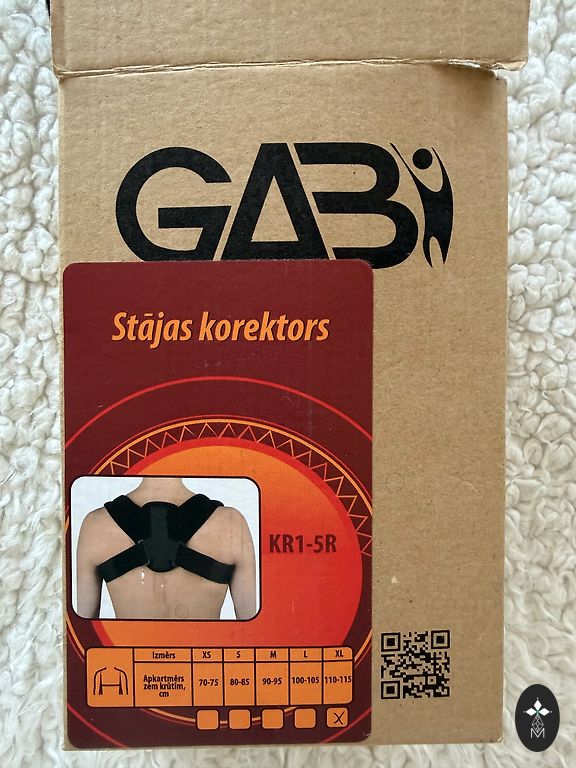 GABI
Stājas korektors
KR1-5R
Izmērs XS S M L XL
Apkārtmērs zem krūtīm, cm 70-75 80-85 90-95 100-105 110-115
X
M